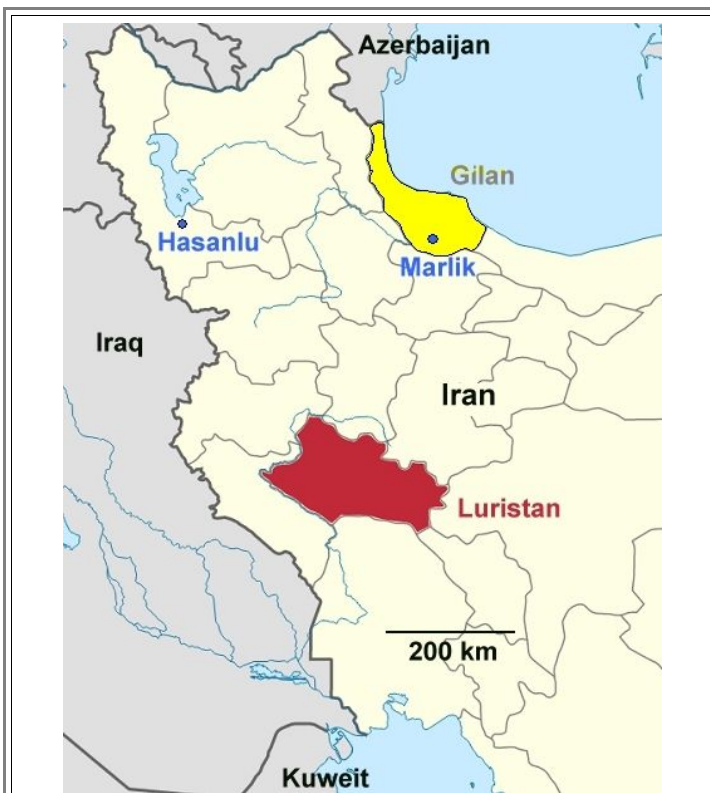 Azerbaijan
Gilan
Hasanlu
Marlik
Iraq
Iran
Luristan
200 km
Kuweit